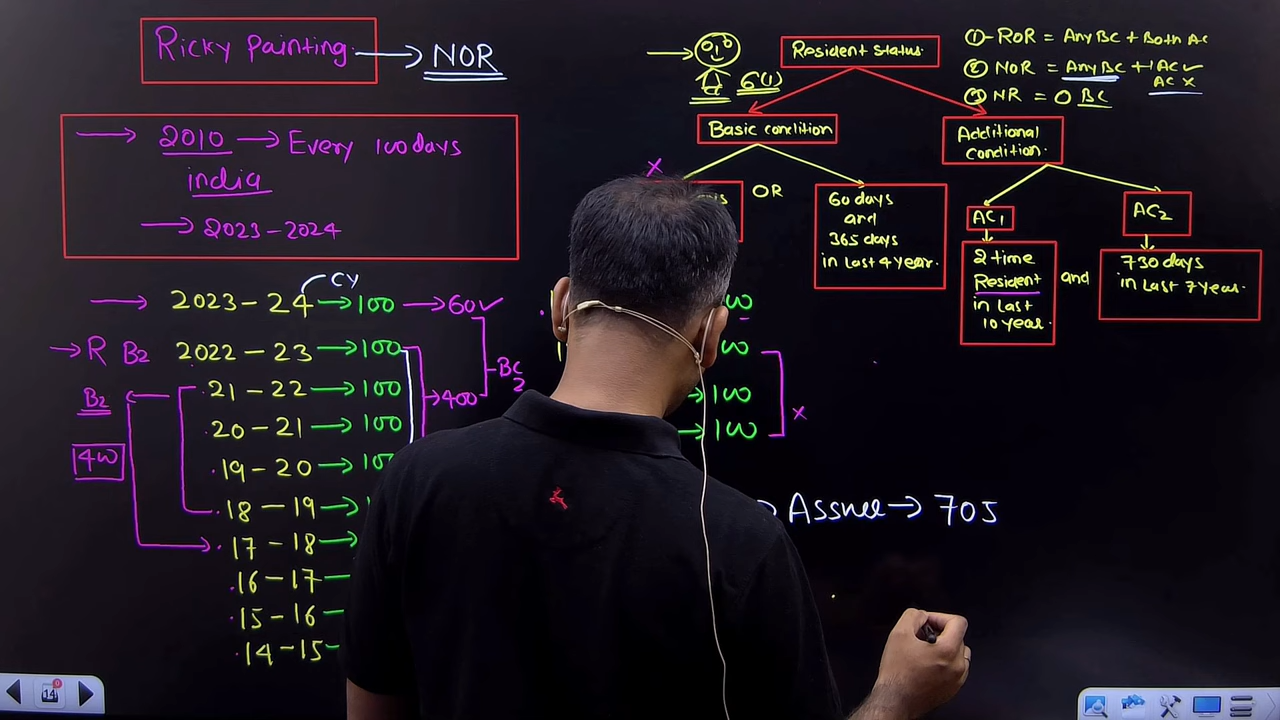 Ricky Painting → NOR
→ 2010 → Every 100 days
india
→ 2023-2024
CY
→ 2023-24 → 100 → 60✓
→ R B2 2022-23 → 100
B2 ← 21-22 → 100 → 400
BC2
20-21 → 100
400
19-20 → 100
18-19 →
17-18 →
16-17
15-16
14-15
6(1)
Resident Status
① ROR = Any BC + Both AC
② NOR = Any BC + 1 AC ✓
AC X
③ NR = 0 BC
Basic condition
Additional Condition.
X
OR
60 days
and
365 days
in Last 4 Year.
AC1
2 time
Resident
in Last
10 year.
and
AC2
730 days
in Last 7 Year.
→ 100
→ 100
X
→ 705
14